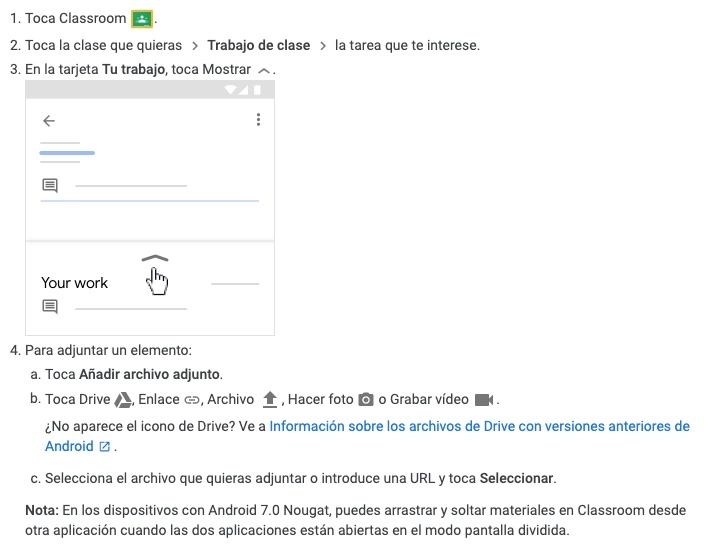 1. Toca Classroom.
2. Toca la clase que quieras > Trabajo de clase > la tarea que te interese.
3. En la tarjeta Tu trabajo, toca Mostrar.
Your work
4. Para adjuntar un elemento:
a. Toca Añadir archivo adjunto.
b. Toca Drive, Enlace, Archivo, Hacer foto o Grabar vídeo.
¿No aparece el icono de Drive? Ve a Información sobre los archivos de Drive con versiones anteriores de
Android.
c. Selecciona el archivo que quieras adjuntar o introduce una URL y toca Seleccionar.
Nota: En los dispositivos con Android 7.0 Nougat, puedes arrastrar y soltar materiales en Classroom desde
otra aplicación cuando las dos aplicaciones están abiertas en el modo pantalla dividida.